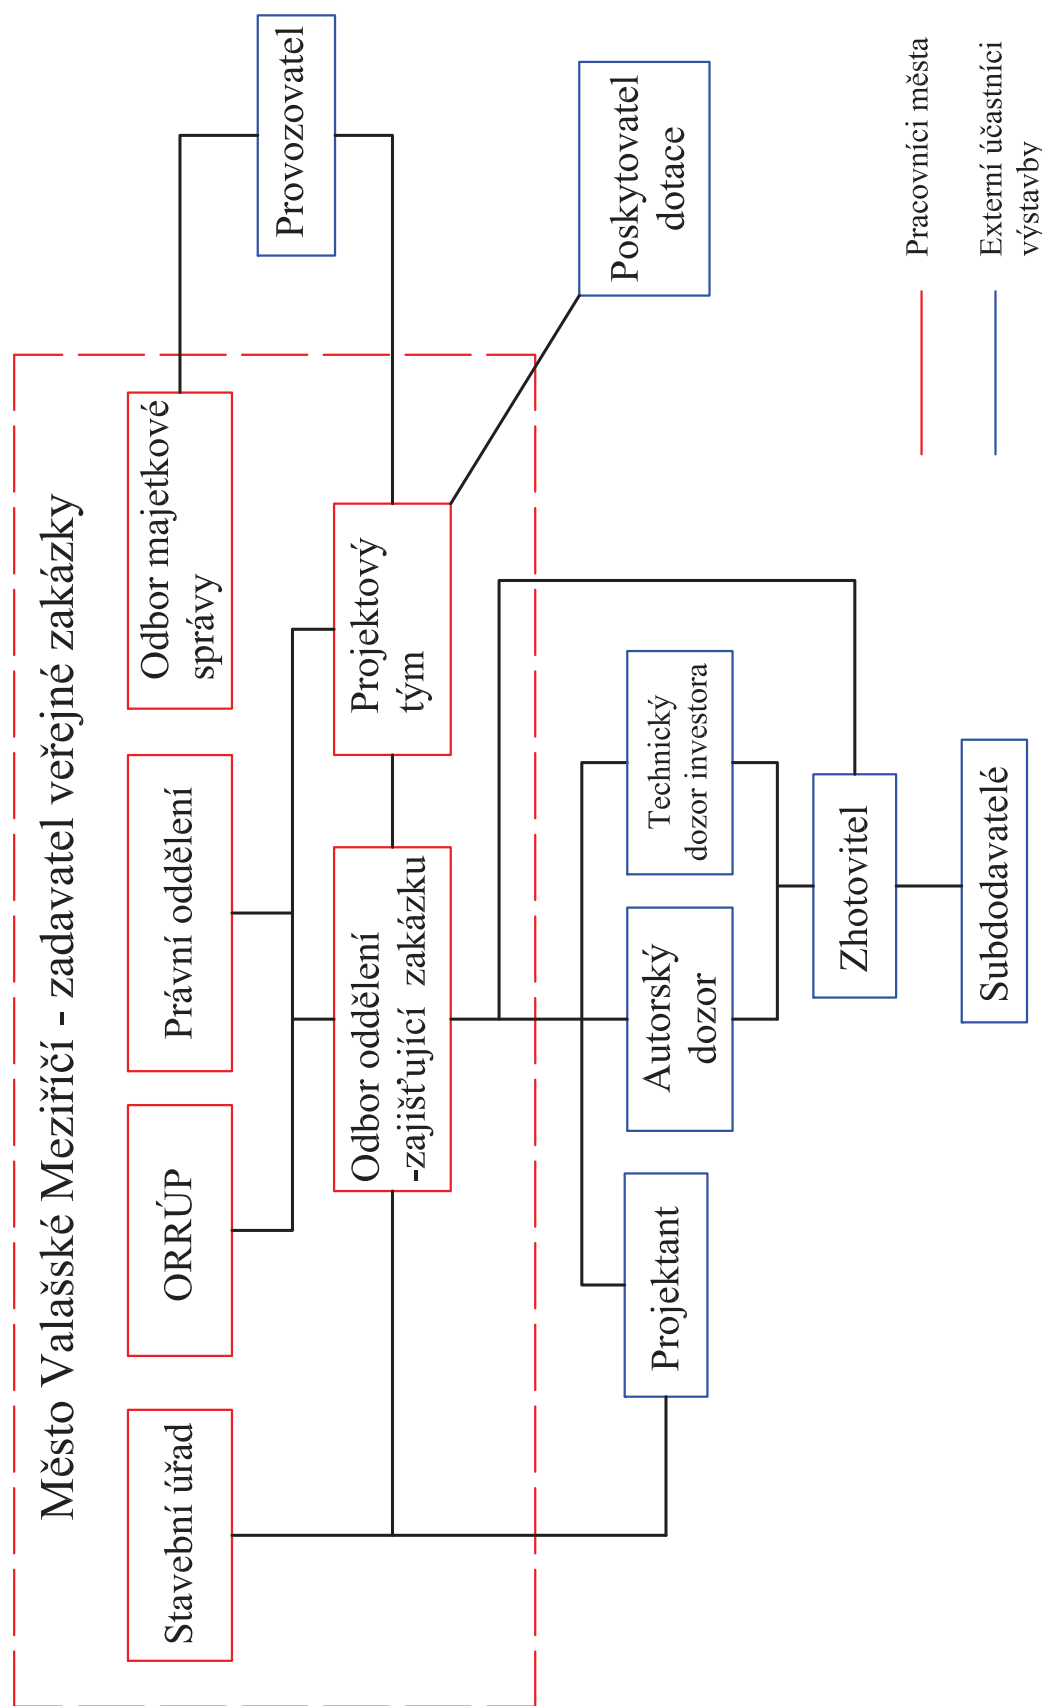 Město Valašské Meziříčí - zadavatel veřejné zakázky
Stavební úřad
ORRÚP
Právní oddělení
Odbor majetkové
správy
Provozovatel
Odbor oddělení
-zajišťující zakázku
Projektový
tým
Poskytovatel
dotace
Projektant
Autorský
dozor
Technický
dozor investora
Zhotovitel
Subdodavatelé
Pracovníci města
Externí účastníci
výstavby